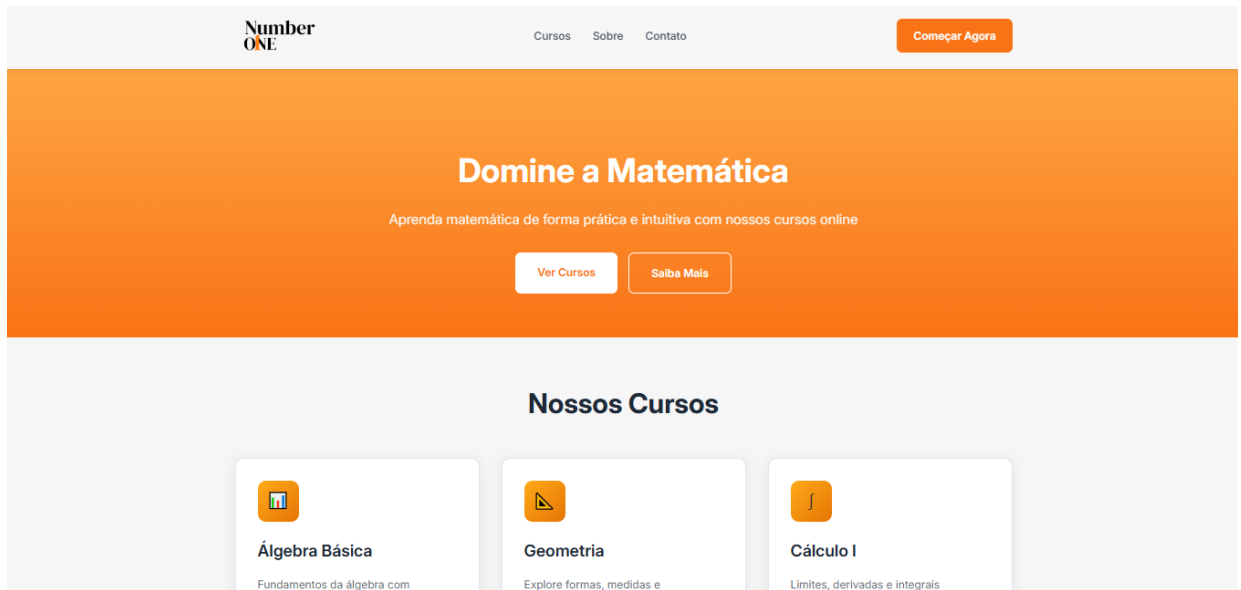 Number
ONE
Cursos Sobre Contato
Começar Agora
Domine a Matemática
Aprenda matemática de forma prática e intuitiva com nossos cursos online
Ver Cursos
Saiba Mais
Nossos Cursos
Álgebra Básica
Fundamentos da álgebra com
Geometria
Explore formas, medidas e
∫
Cálculo I
Limites, derivadas e integrais